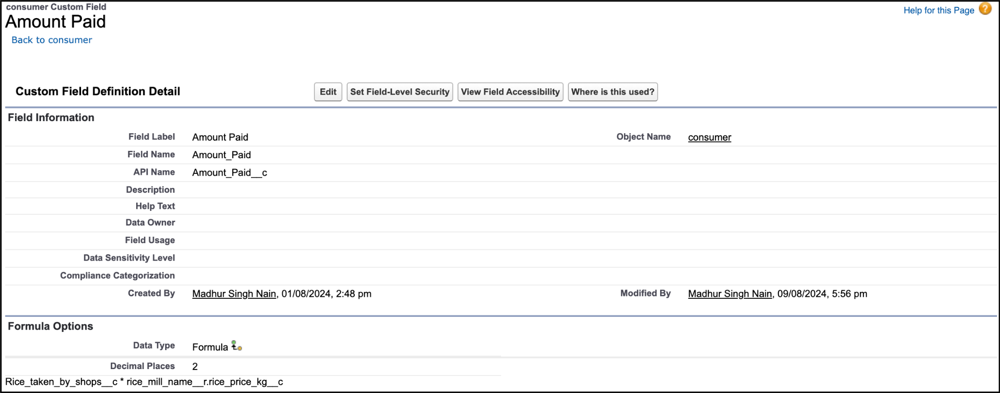 consumer Custom Field
Amount Paid
Help for this Page ?
Back to consumer
Custom Field Definition Detail
Edit
Set Field-Level Security
View Field Accessibility
Where is this used?
Field Information
Field Label Amount Paid Object Name consumer
Field Name Amount_Paid
API Name Amount_Paid__c
Description
Help Text
Data Owner
Field Usage
Data Sensitivity Level
Compliance Categorization
Created By Madhur Singh Nain, 01/08/2024, 2:48 pm Modified By Madhur Singh Nain, 09/08/2024, 5:56 pm
Formula Options
Data Type Formula
Decimal Places 2
Rice_taken_by_shops__c * rice_mill_name__r.rice_price_kg__c